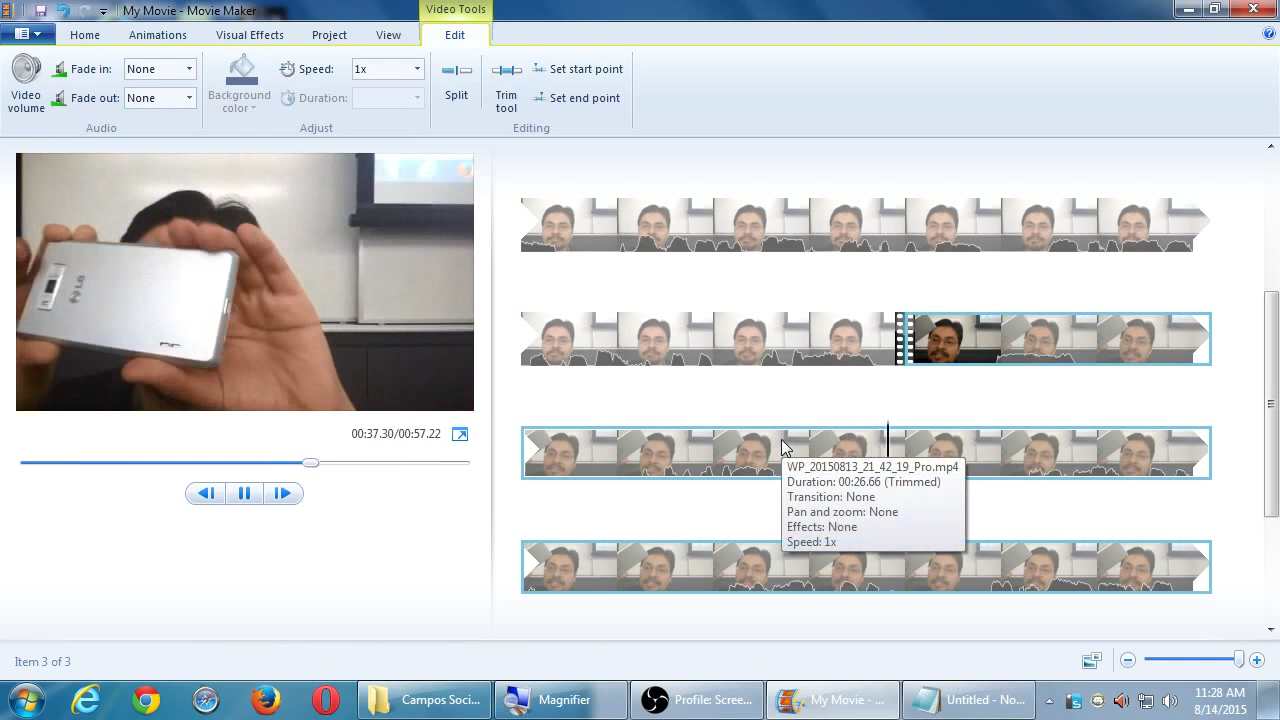 My Movie - Movie Maker
Video Tools
Home
Animations
Visual Effects
Project
View
Edit
Fade in: None
Speed: 1x
Set start point
Video volume
Fade out: None
Background color
Duration:
Split
Trim tool
Set end point
Audio
Adjust
Editing
LG
00:37.30/00:57.22
WP_20150813_21_42_19_Pro.mp4
Duration: 00:26.66 (Trimmed)
Transition: None
Pan and zoom: None
Effects: None
Speed: 1x
Item 3 of 3
Campos Soci...
Magnifier
Profile: Scree...
My Movie - ...
Untitled - No...
11:28 AM
8/14/2015